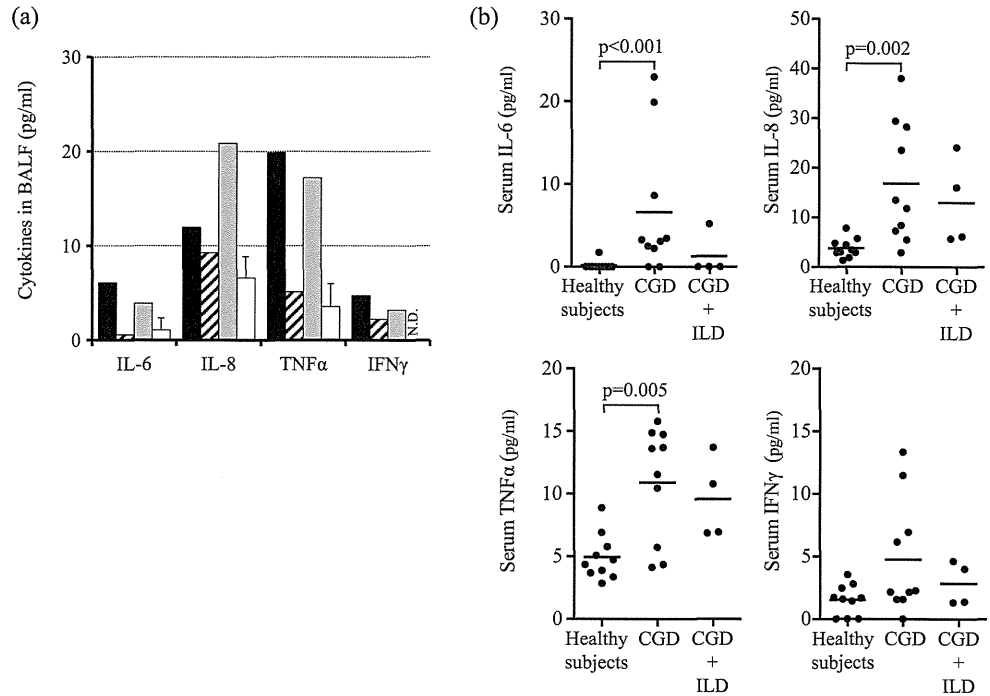 (a)
30
20
10
0
Cytokines in BALF (pg/ml)
N.D.
IL-6 IL-8 TNFα IFNγ
(b)
30
20
10
0
Serum IL-6 (pg/ml)
p<0.001
Healthy subjects
CGD
CGD + ILD
50
40
30
20
10
0
Serum IL-8 (pg/ml)
p=0.002
Healthy subjects
CGD
CGD + ILD
20
15
10
5
0
Serum TNFα (pg/ml)
p=0.005
Healthy subjects
CGD
CGD + ILD
20
15
10
5
0
Serum IFNγ (pg/ml)
Healthy subjects
CGD
CGD + ILD